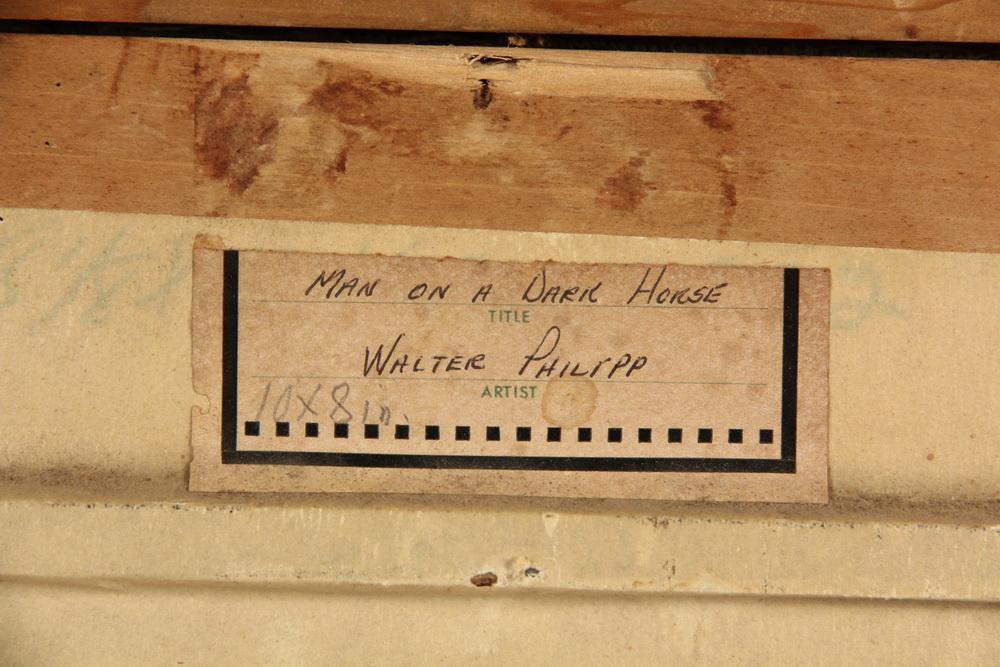 MAN ON A DARK HORSE
TITLE
WALTER PHILIPP
ARTIST
10x8 in.